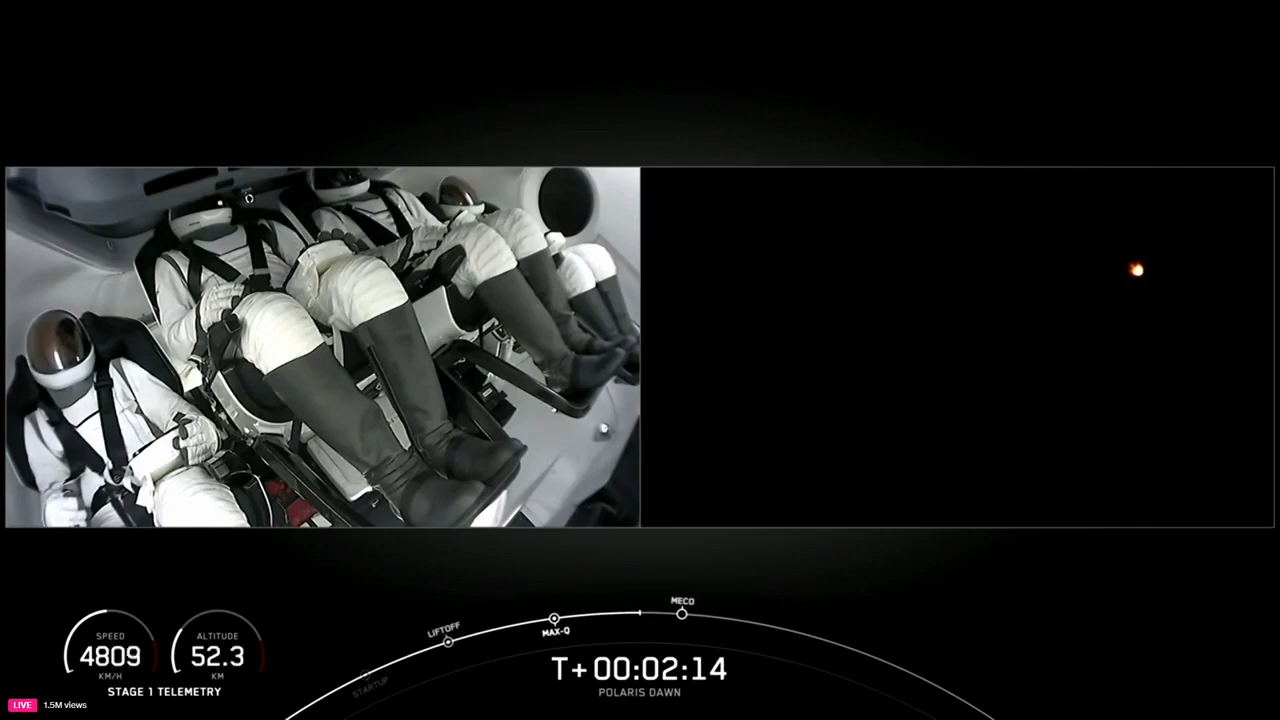 MECO
LIFTOFF
MAX-Q
STARTUP
SPEED
4809
KM/H
ALTITUDE
52.3
KM
STAGE 1 TELEMETRY
T+00:02:14
POLARIS DAWN
LIVE 1.5M views